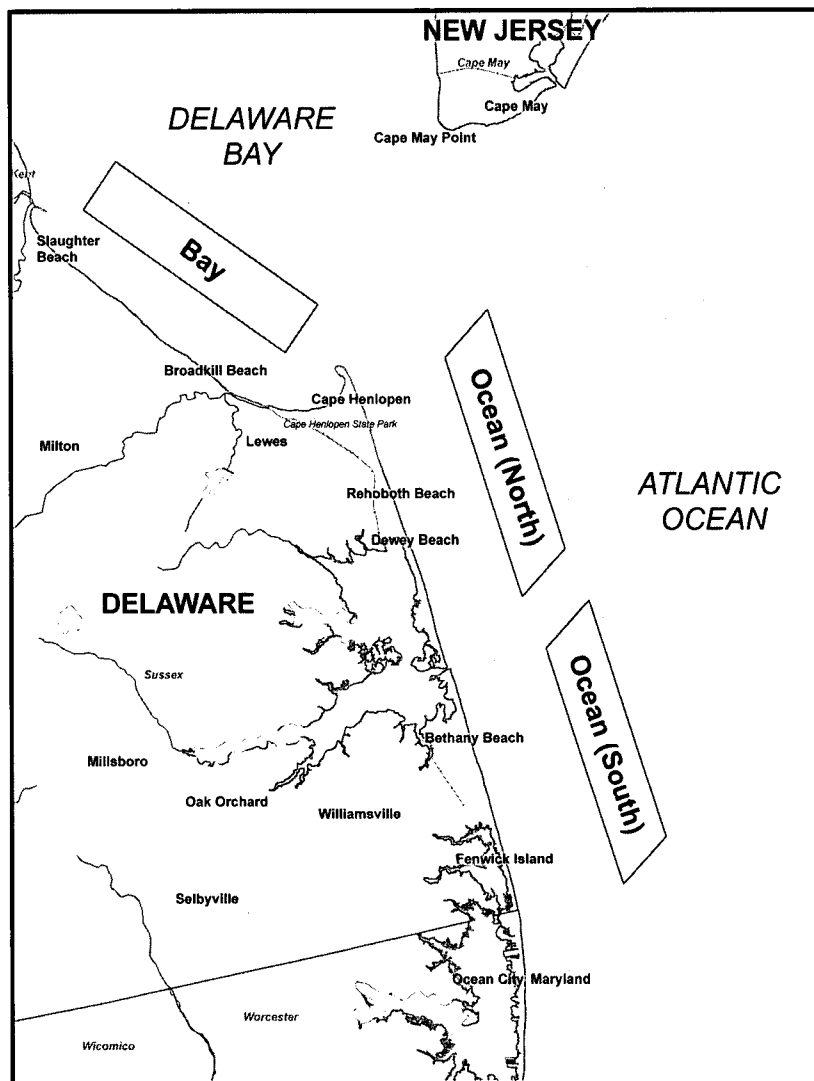 NEW JERSEY
Cape May
Cape May
Cape May Point
DELAWARE
BAY
Kent
Slaughter
Beach
Bay
Broadkill Beach
Cape Henlopen
Cape Henlopen State Park
Lewes
Milton
Ocean (North)
ATLANTIC
OCEAN
Rehoboth Beach
Dewey Beach
DELAWARE
Sussex
Ocean (South)
Bethany Beach
Millsboro
Oak Orchard
Williamsville
Fenwick Island
Selbyville
Ocean City, Maryland
Worcester
Wicomico